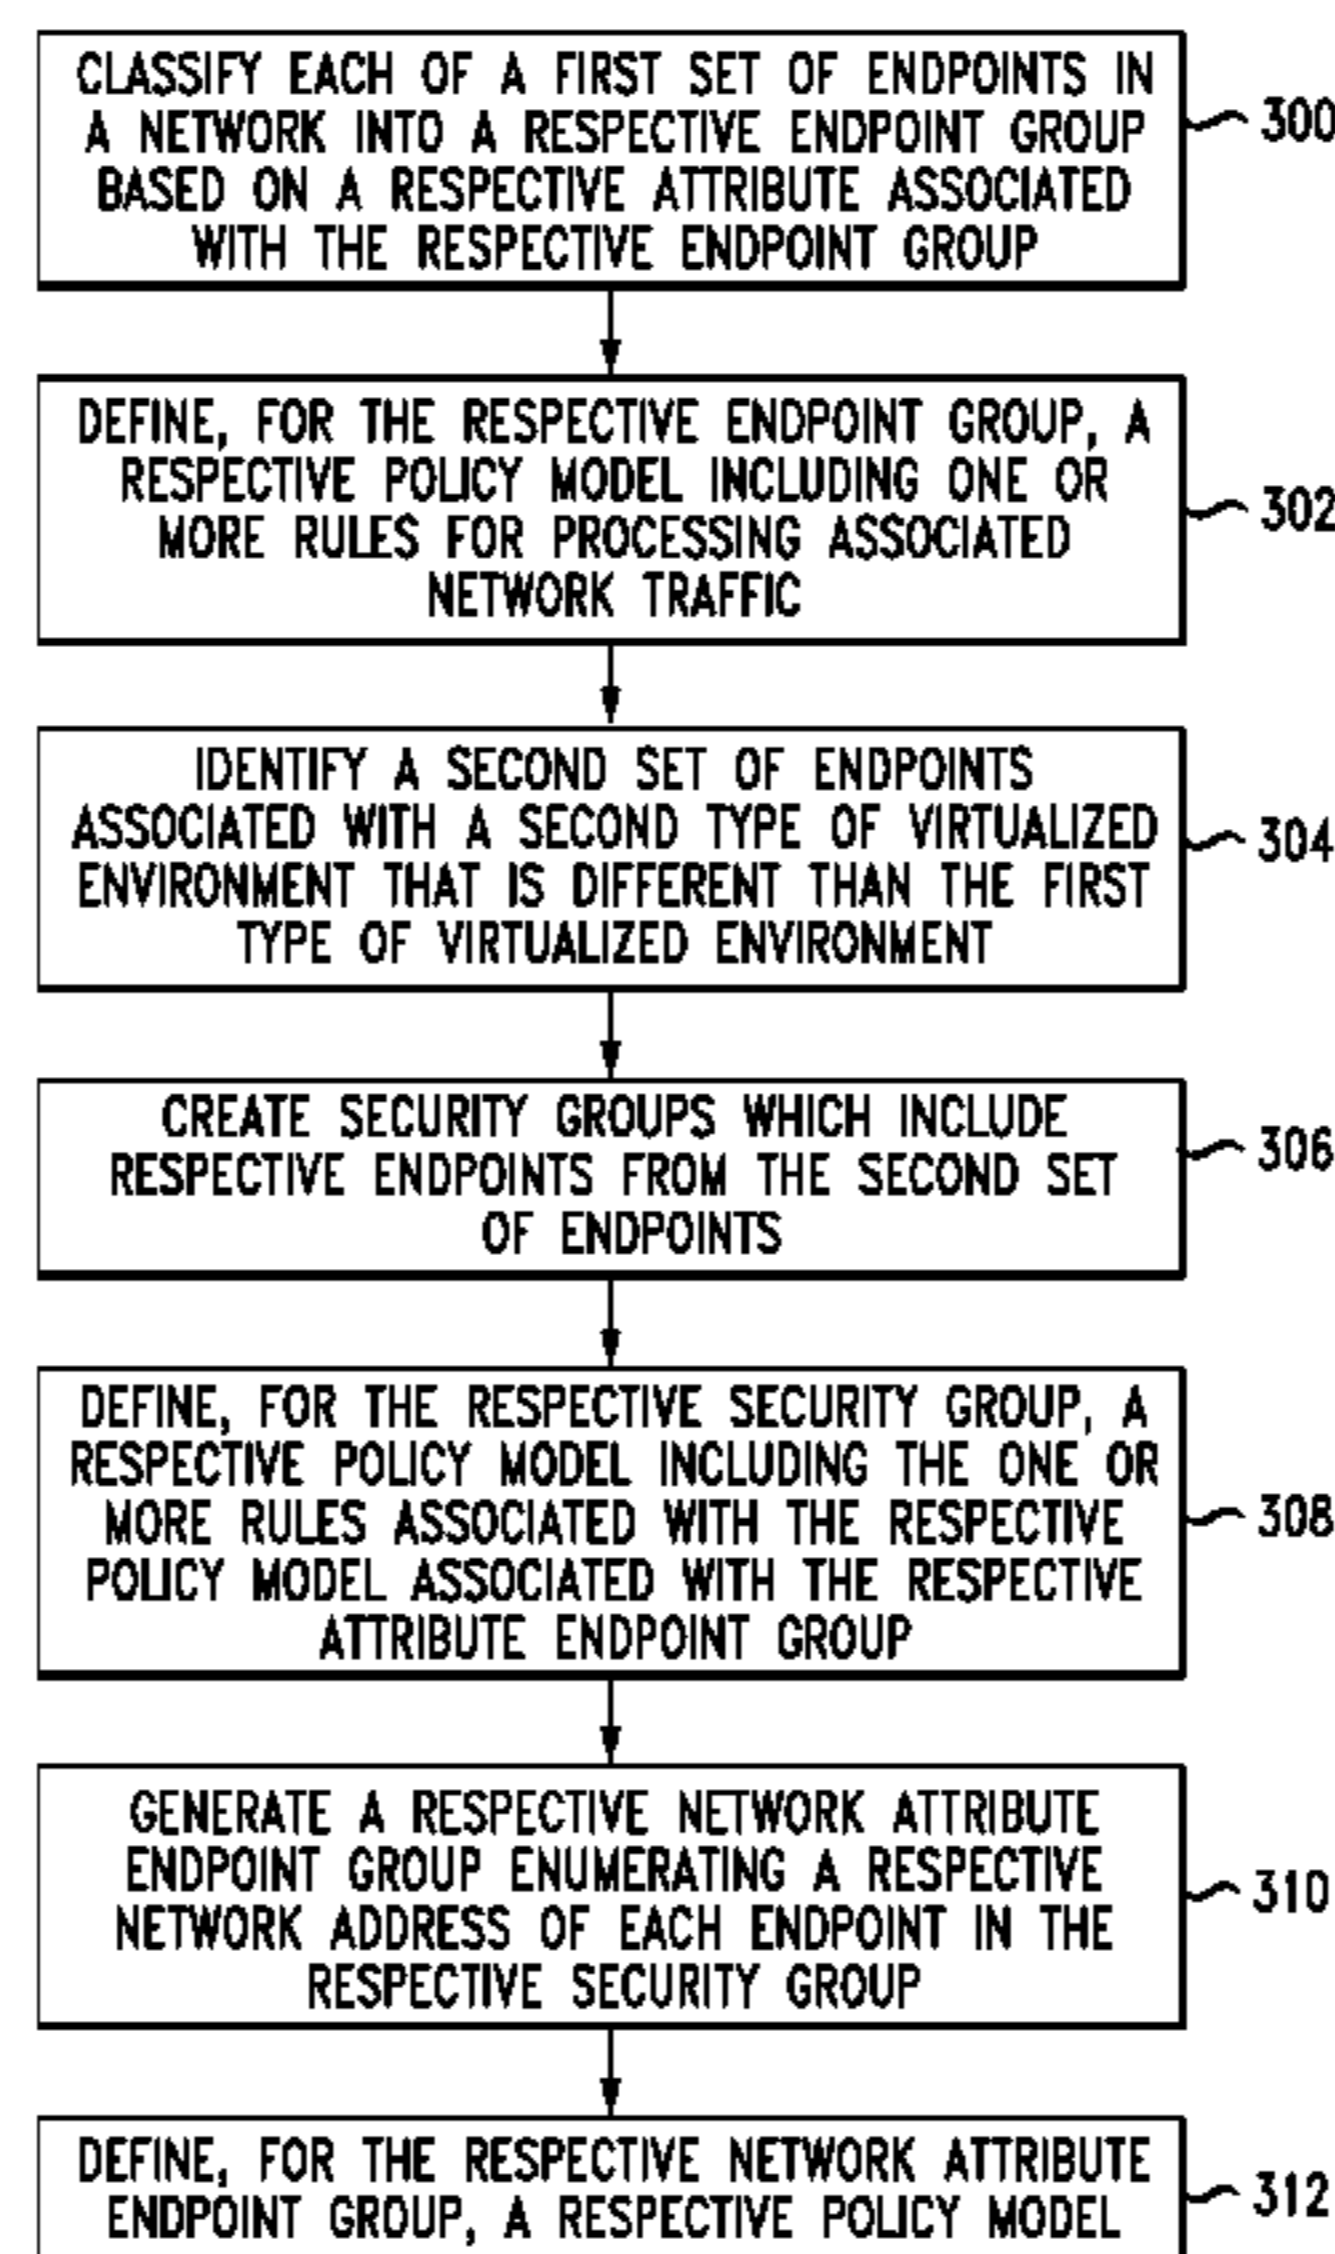 CLASSIFY EACH OF A FIRST SET OF ENDPOINTS IN
A NETWORK INTO A RESPECTIVE ENDPOINT GROUP
BASED ON A RESPECTIVE ATTRIBUTE ASSOCIATED
WITH THE RESPECTIVE ENDPOINT GROUP
300
DEFINE, FOR THE RESPECTIVE ENDPOINT GROUP, A
RESPECTIVE POLICY MODEL INCLUDING ONE OR
MORE RULES FOR PROCESSING ASSOCIATED
NETWORK TRAFFIC
302
IDENTIFY A SECOND SET OF ENDPOINTS
ASSOCIATED WITH A SECOND TYPE OF VIRTUALIZED
ENVIRONMENT THAT IS DIFFERENT THAN THE FIRST
TYPE OF VIRTUALIZED ENVIRONMENT
304
CREATE SECURITY GROUPS WHICH INCLUDE
RESPECTIVE ENDPOINTS FROM THE SECOND SET
OF ENDPOINTS
306
DEFINE, FOR THE RESPECTIVE SECURITY GROUP, A
RESPECTIVE POLICY MODEL INCLUDING THE ONE OR
MORE RULES ASSOCIATED WITH THE RESPECTIVE
POLICY MODEL ASSOCIATED WITH THE RESPECTIVE
ATTRIBUTE ENDPOINT GROUP
308
GENERATE A RESPECTIVE NETWORK ATTRIBUTE
ENDPOINT GROUP ENUMERATING A RESPECTIVE
NETWORK ADDRESS OF EACH ENDPOINT IN THE
RESPECTIVE SECURITY GROUP
310
DEFINE, FOR THE RESPECTIVE NETWORK ATTRIBUTE
ENDPOINT GROUP, A RESPECTIVE POLICY MODEL
312